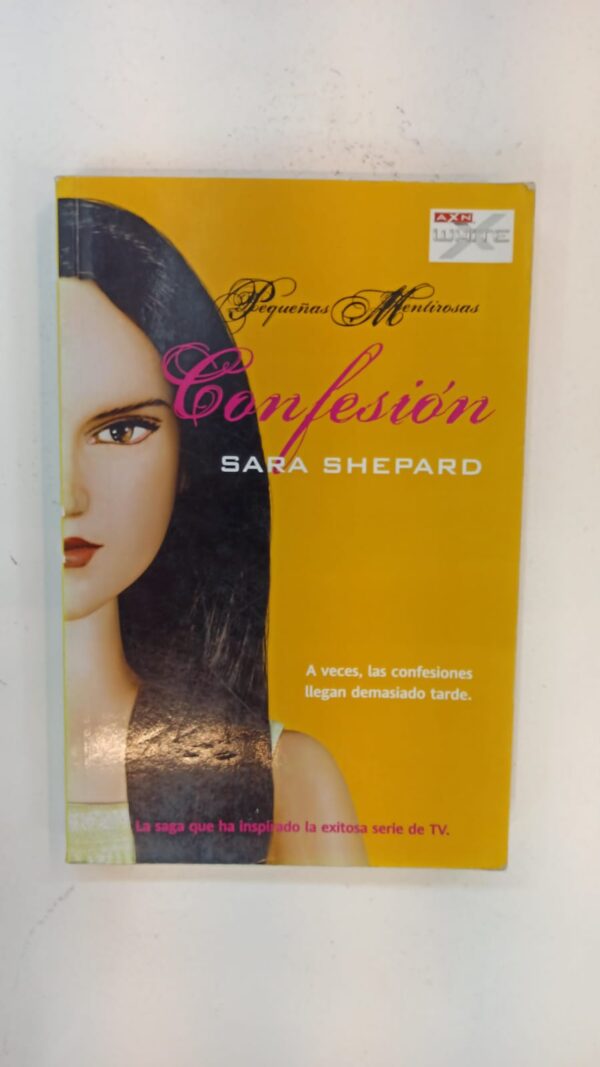 AXN
WHITE
Pequeñas Mentirosas
Confesión
SARA SHEPARD
A veces, las confesiones
llegan demasiado tarde.
La saga que ha inspirado la exitosa serie de TV.